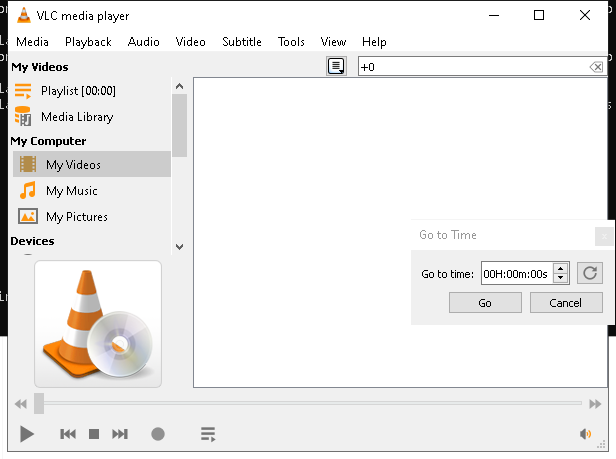 VLC media player
Media Playback Audio Video Subtitle Tools View Help
My Videos
+0
Playlist [00:00]
Media Library
My Computer
My Videos
My Music
My Pictures
Devices
Go to Time
Go to time: 00H:00m:00s
Go Cancel